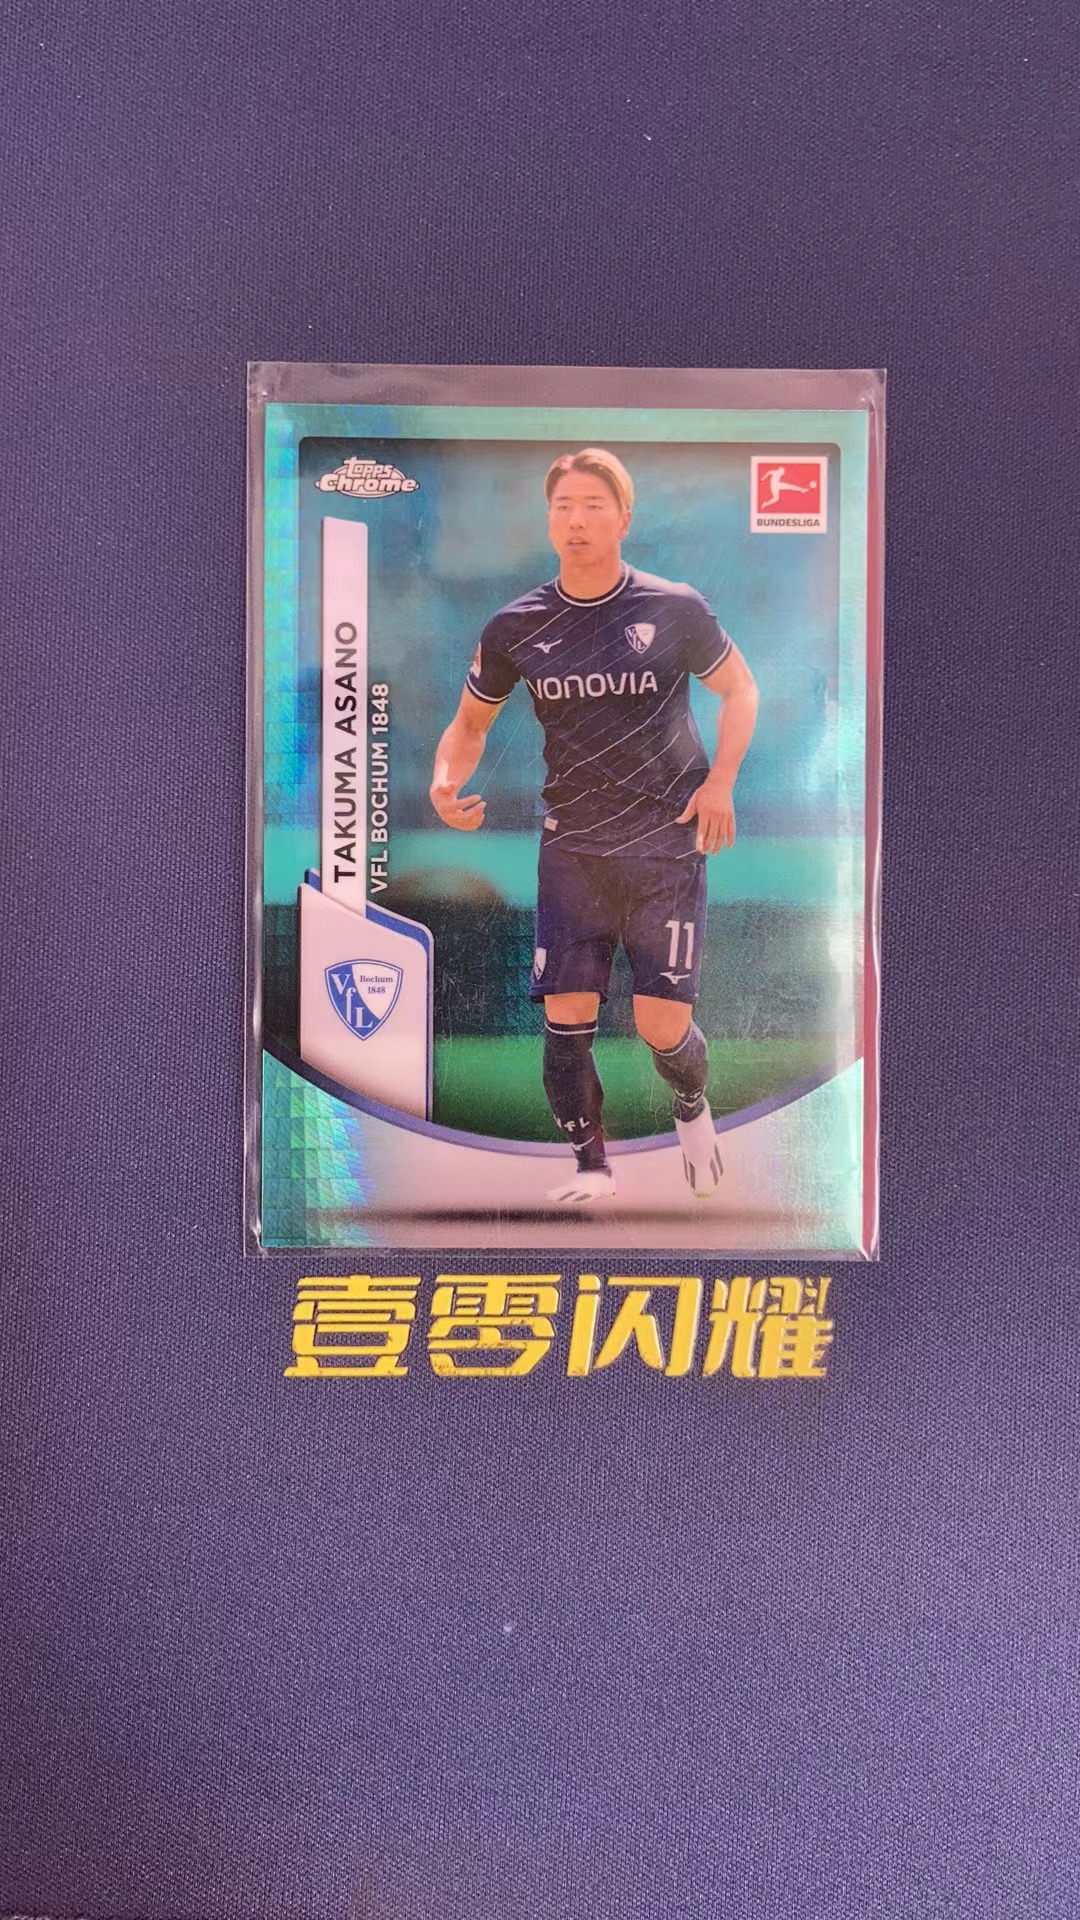 Topps
Chrome
BUNDESLIGA
TAKUMA ASANO
VFL BOCHUM 1848
VONOVIA
11
VfL
Bochum
1848
VfL
壹零闪耀